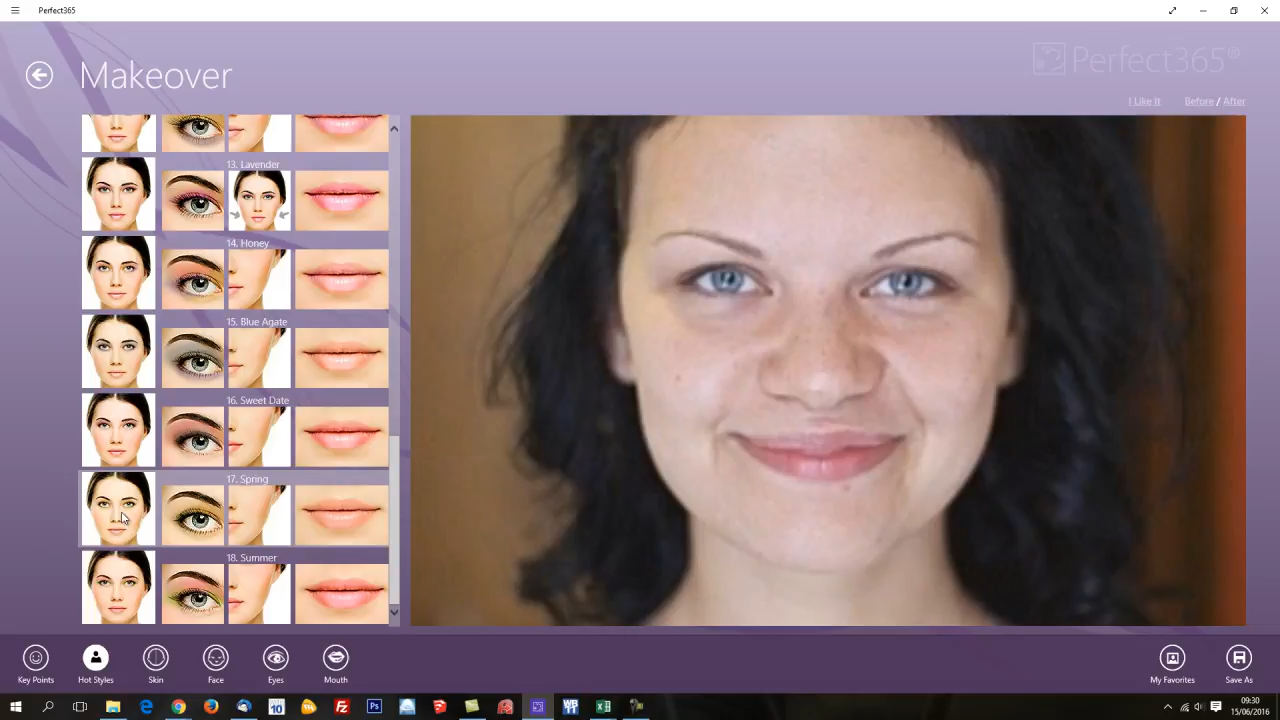 Perfect365
Makeover
Perfect365®
I Like It
Before / After
13. Lavender
14. Honey
15. Blue Agate
16. Sweet Date
17. Spring
18. Summer
Key Points
Hot Styles
Skin
Face
Eyes
Mouth
My Favorites
Save As
09:30
15/06/2016